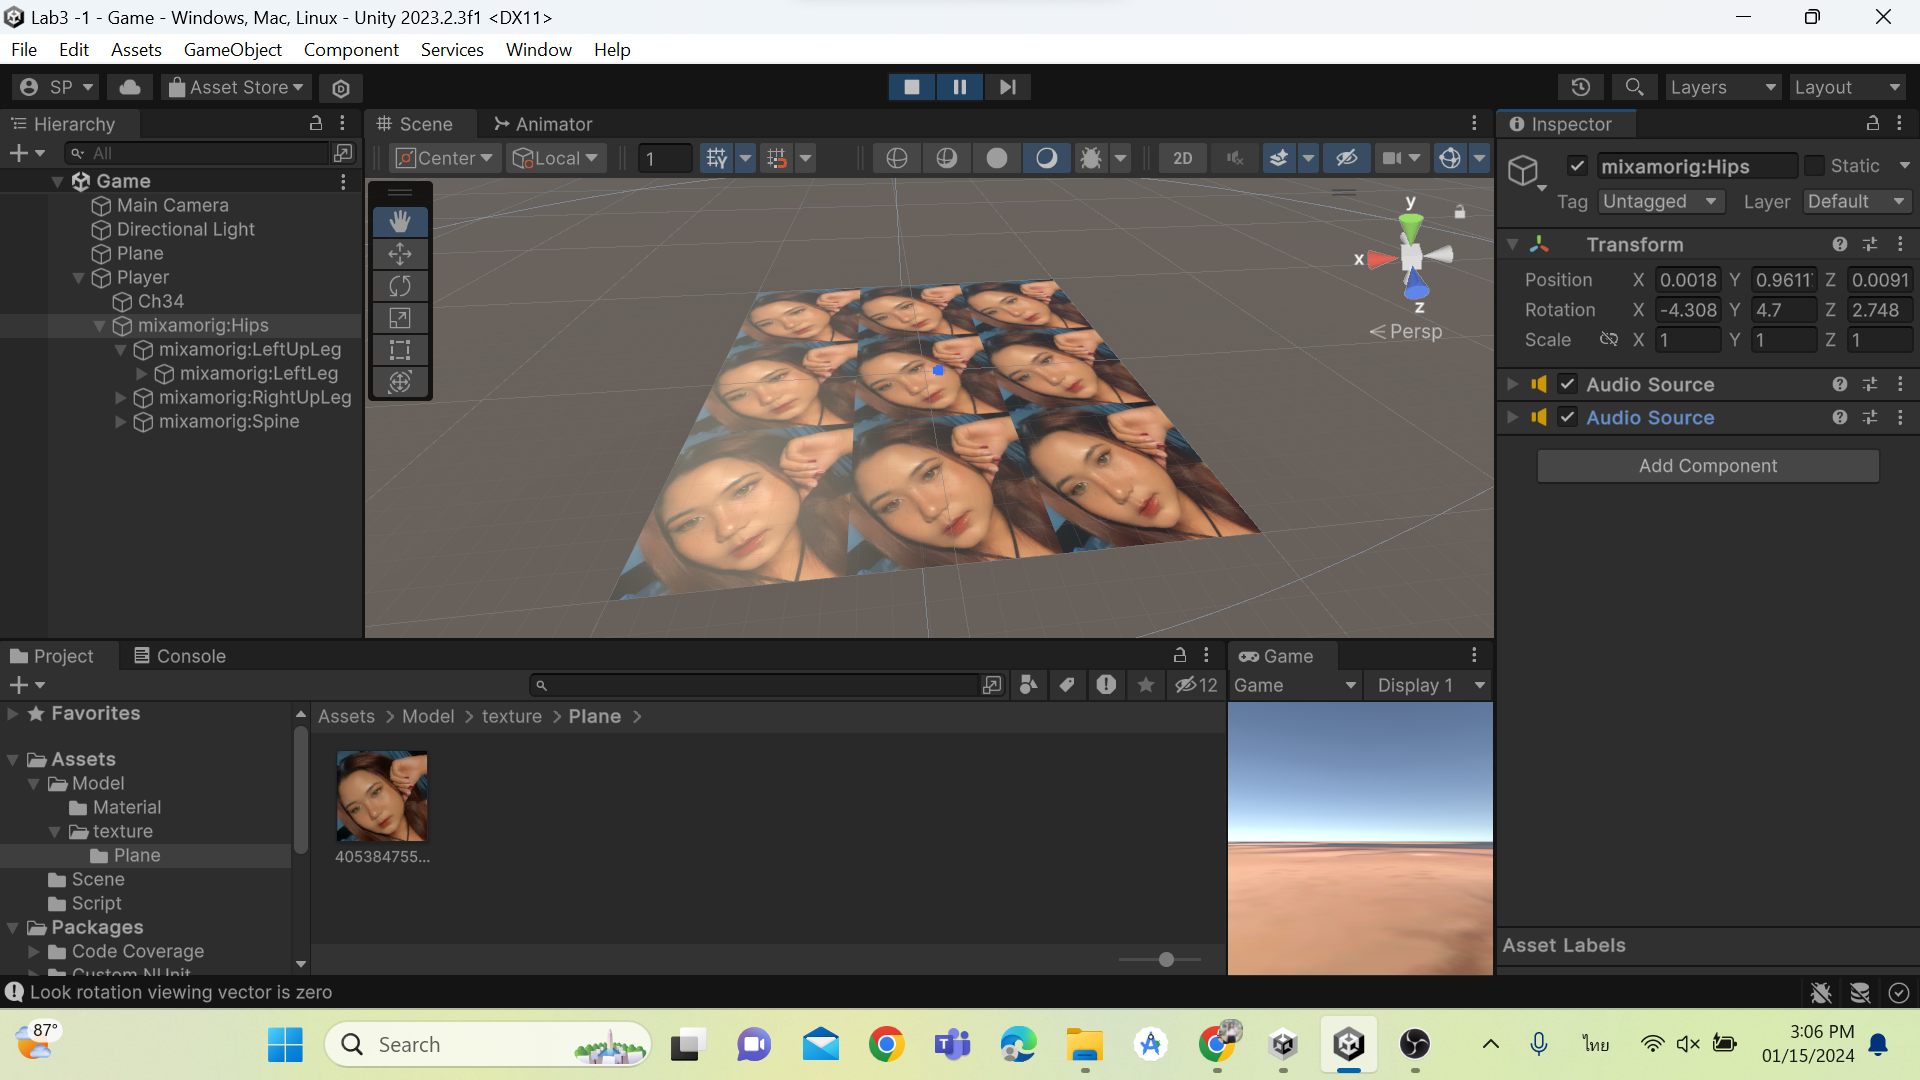 Lab3 -1 - Game - Windows, Mac, Linux - Unity 2023.2.3f1 <DX11>
File Edit Assets GameObject Component Services Window Help
SP Asset Store Layers Layout
Hierarchy
All
Game
Main Camera
Directional Light
Plane
Player
Ch34
mixamorig:Hips
mixamorig:LeftUpLeg
mixamorig:LeftLeg
mixamorig:RightUpLeg
mixamorig:Spine
Scene Animator
Center Local 1 2D
y
x
z
Persp
Inspector
mixamorig:Hips Static
Tag Untagged Layer Default
Transform
Position X 0.0018 Y 0.9611 Z 0.0091
Rotation X -4.308 Y 4.7 Z 2.748
Scale X 1 Y 1 Z 1
Audio Source
Audio Source
Add Component
Asset Labels
Project Console
12
Favorites
Assets
Model
Material
texture
Plane
Scene
Script
Packages
Code Coverage
Custom NUnit
Assets > Model > texture > Plane >
405384755...
Game
Game Display 1
Look rotation viewing vector is zero
87°
Search
ไทย
3:06 PM
01/15/2024